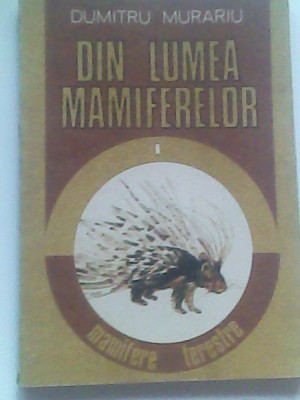 DUMITRU MURARIU
DIN LUMEA
MAMIFERELOR
I
mamifere terestre